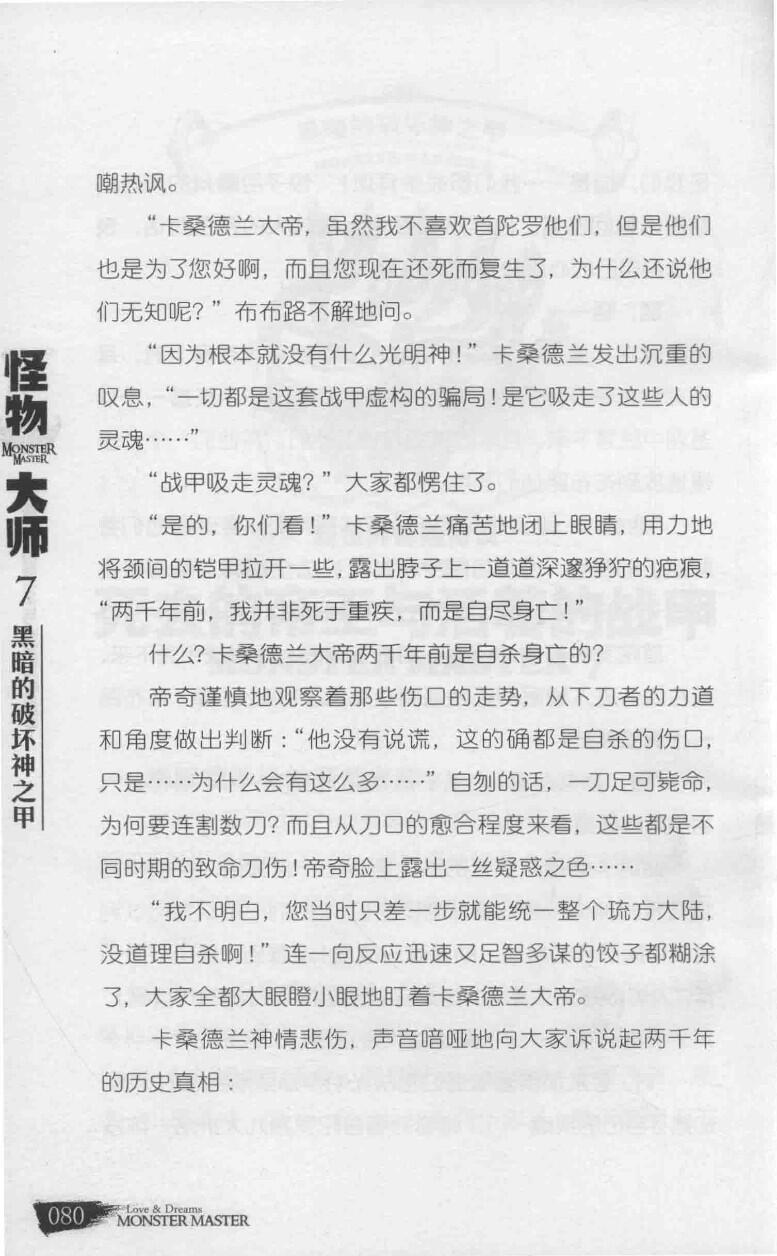 嘲热讽。
“卡桑德兰大帝，虽然我不喜欢首陀罗他们，但是他们
也是为了您好啊，而且您现在还死而复生了，为什么还说他
们无知呢？”布布路不解地问。
“因为根本就没有什么光明神！”卡桑德兰发出沉重的
叹息，“一切都是这套战甲虚构的骗局！是它吸走了这些人的
灵魂……”
“战甲吸走灵魂？”大家都愣住了。
“是的，你们看！”卡桑德兰痛苦地闭上眼睛，用力地
将颈间的铠甲拉开一些，露出脖子上一道道深邃狰狞的疤痕，
“两千年前，我并非死于重疾，而是自尽身亡！”
什么？卡桑德兰大帝两千年前是自杀身亡的？
帝奇谨慎地观察着那些伤口的走势，从下刀者的力道
和角度做出判断：“他没有说谎，这的确都是自杀的伤口，
只是……为什么会有这么多……”自刎的话，一刀足可毙命，
为何要连割数刀？而且从刀口的愈合程度来看，这些都是不
同时期的致命刀伤！帝奇脸上露出一丝疑惑之色……
“我不明白，您当时只差一步就能统一整个琉方大陆，
没道理自杀啊！”连一向反应迅速又足智多谋的饺子都糊涂
了，大家全都大眼瞪小眼地盯着卡桑德兰大帝。
卡桑德兰神情悲伤，声音喑哑地向大家诉说起两千年
的历史真相：
怪物
MONSTER
MASTER
大师
7
黑暗的破坏神之甲
080
Love & Dreams
MONSTER MASTER